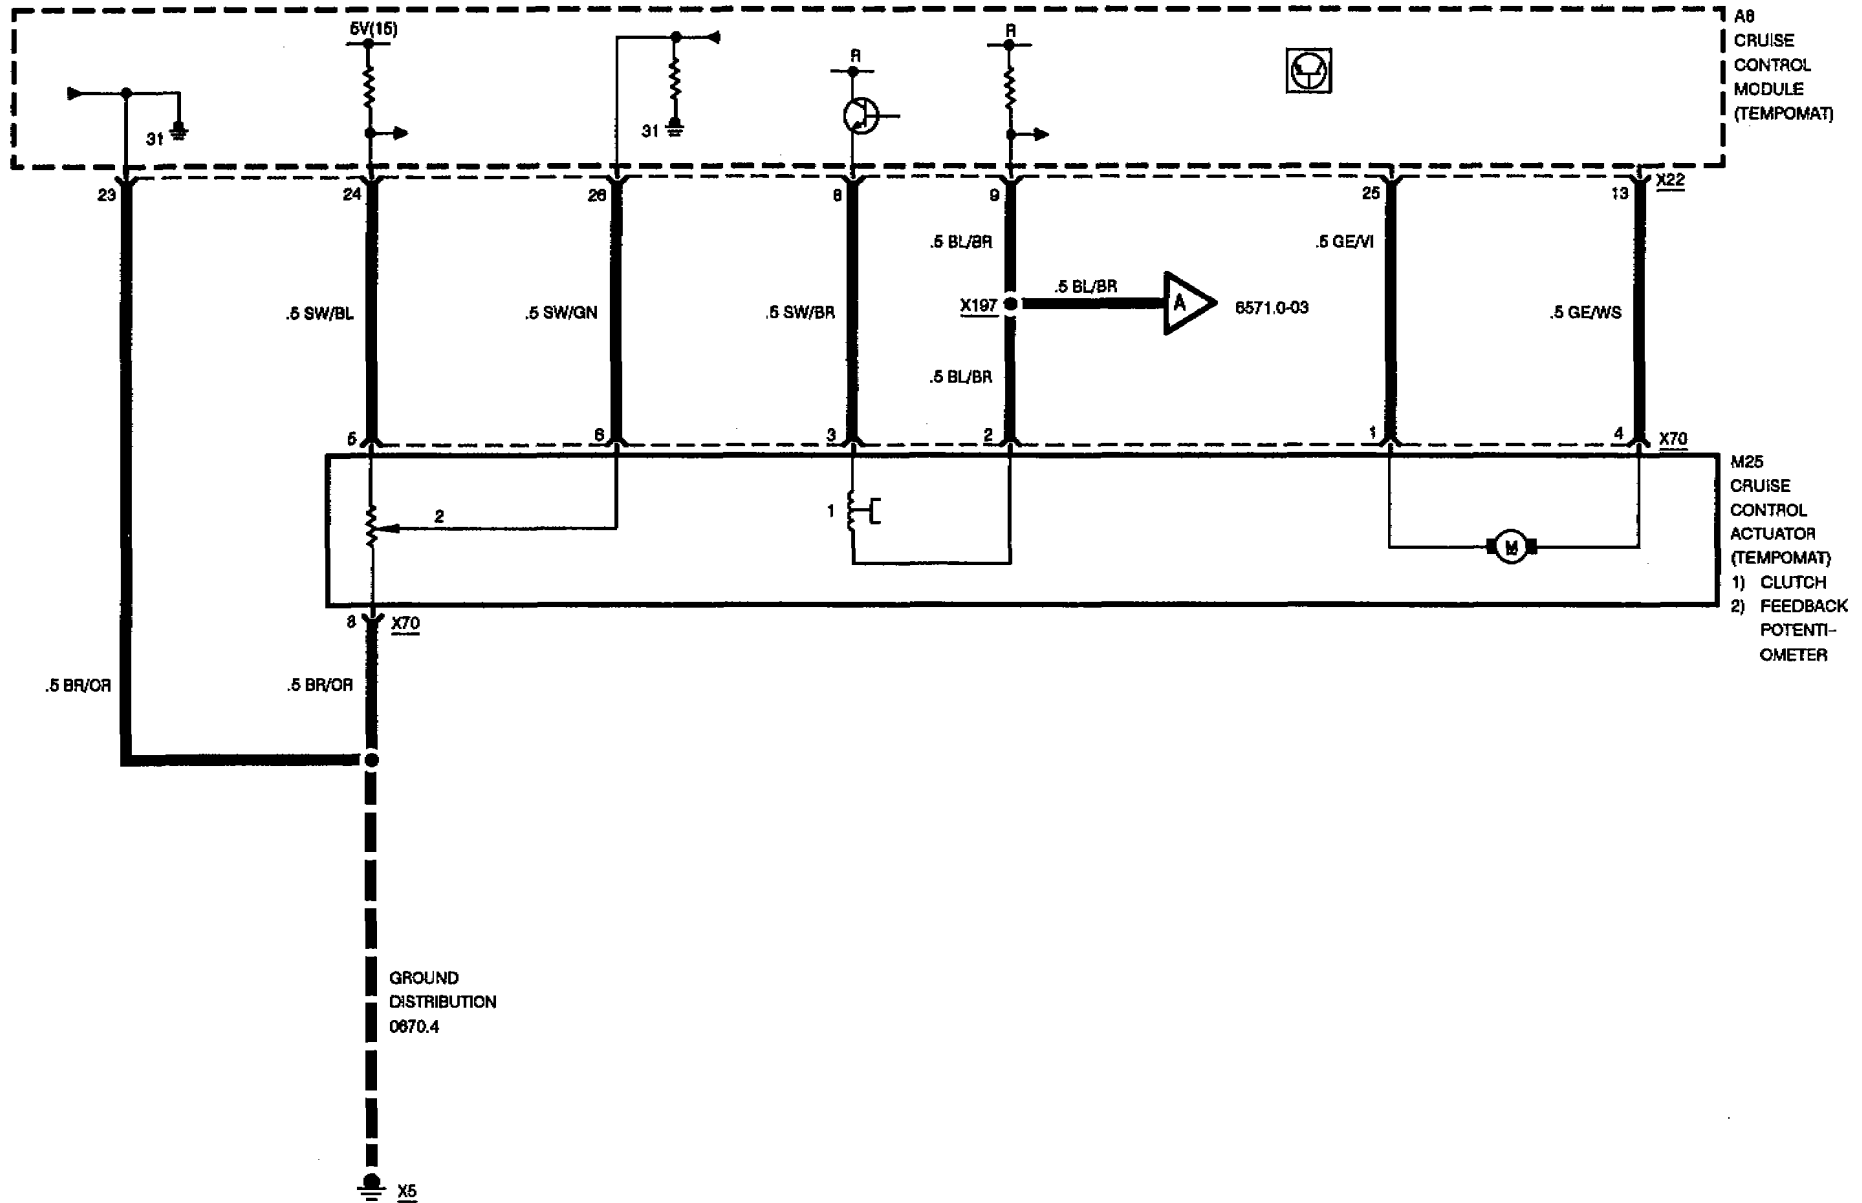 5V(15)
R
R
31
31
A8
CRUISE
CONTROL
MODULE
(TEMPOMAT)
23
24
26
8
9
25
13
X22
.5 BL/BR
.5 GE/VI
.5 SW/BL
.5 SW/GN
.5 SW/BR
X197
.5 BL/BR
A
6571.0-03
.5 GE/WS
.5 BL/BR
5
6
3
2
1
4
X70
M25
CRUISE
CONTROL
ACTUATOR
(TEMPOMAT)
1) CLUTCH
2) FEEDBACK
POTENTI-
OMETER
2
1
M
8
X70
.5 BR/OR
.5 BR/OR
GROUND
DISTRIBUTION
0670.4
X5